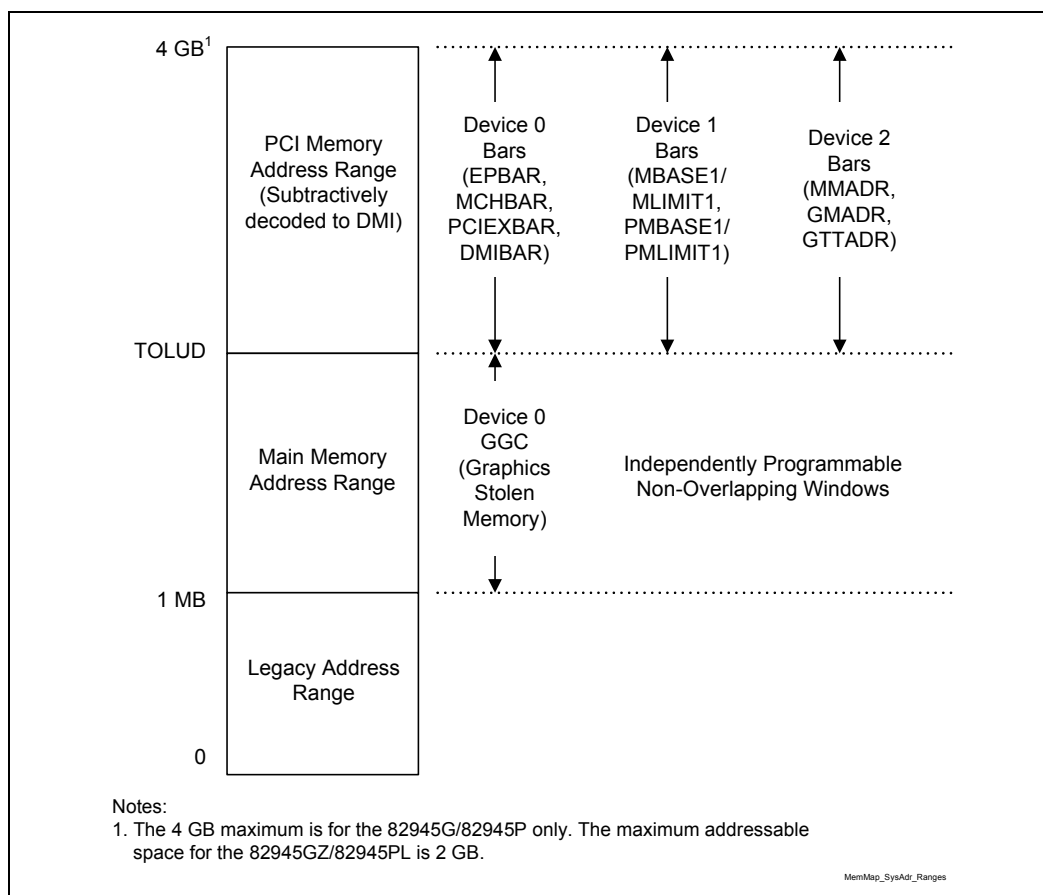 4 GB1
PCI Memory
Address Range
(Subtractively
decoded to DMI)
Device 0
Bars
(EPBAR,
MCHBAR,
PCIEXBAR,
DMIBAR)
Device 1
Bars
(MBASE1/
MLIMIT1,
PMBASE1/
PMLIMIT1)
Device 2
Bars
(MMADR,
GMADR,
GTTADR)
TOLUD
Main Memory
Address Range
Device 0
GGC
(Graphics
Stolen
Memory)
Independently Programmable
Non-Overlapping Windows
1 MB
Legacy Address
Range
0
Notes:
1. The 4 GB maximum is for the 82945G/82945P only. The maximum addressable
space for the 82945GZ/82945PL is 2 GB.
MemMap_SysAdr_Ranges